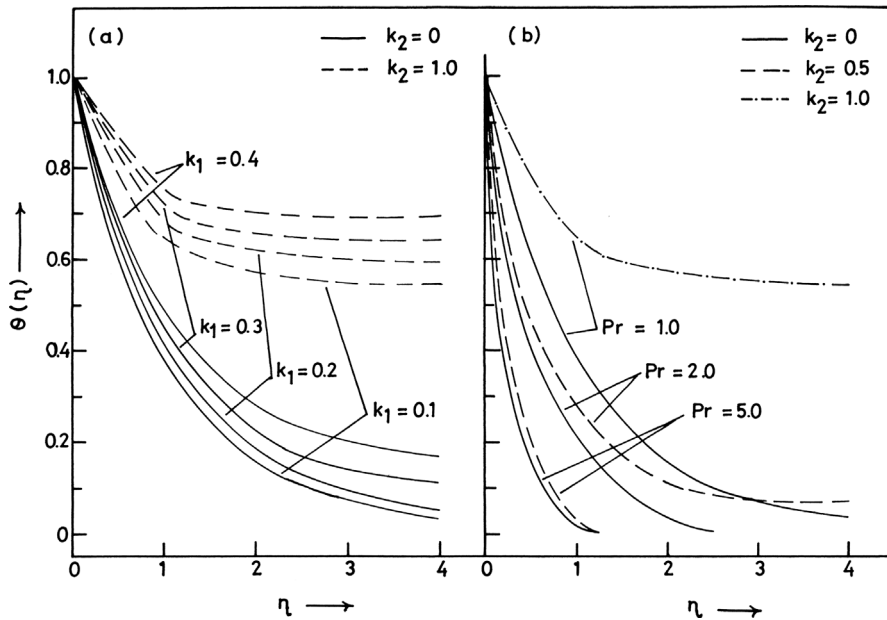 (a)
k₂ = 0
k₂ = 1.0
1.0
0.8
0.6
0.4
0.2
0
θ(η)
k₁ = 0.4
k₁ = 0.3
k₁ = 0.2
k₁ = 0.1
0 1 2 3 4
η
(b)
k₂ = 0
k₂ = 0.5
k₂ = 1.0
Pr = 1.0
Pr = 2.0
Pr = 5.0
0 1 2 3 4
η